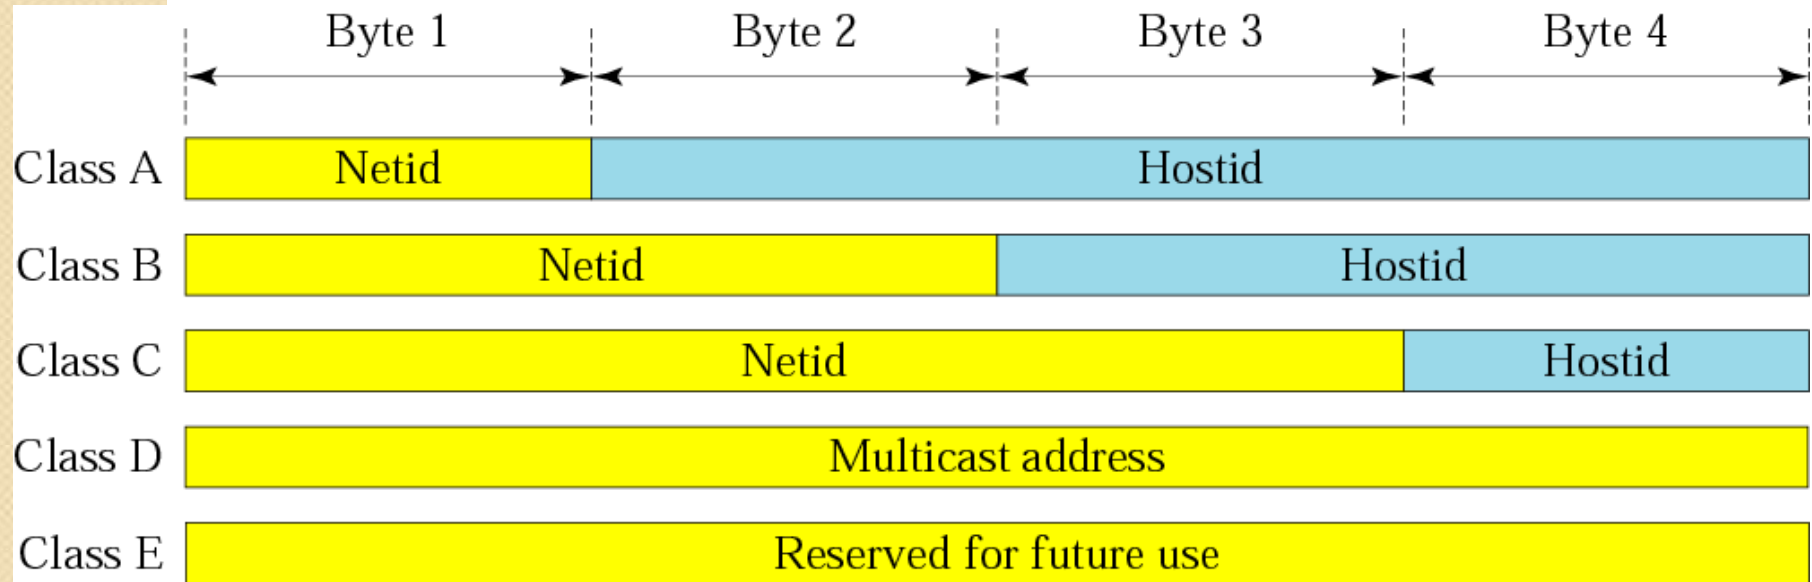 Byte 1 Byte 2 Byte 3 Byte 4
Class A Netid Hostid
Class B Netid Hostid
Class C Netid Hostid
Class D Multicast address
Class E Reserved for future use